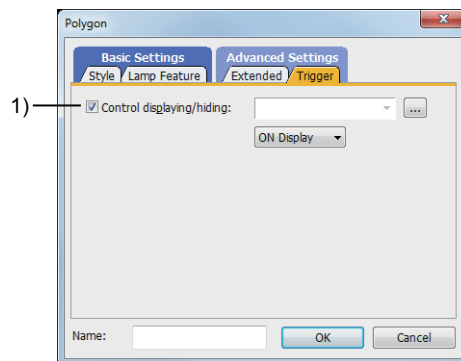 Polygon
Basic Settings Advanced Settings
Style Lamp Feature Extended Trigger
1) Control displaying/hiding: ...
ON Display
Name: OK Cancel